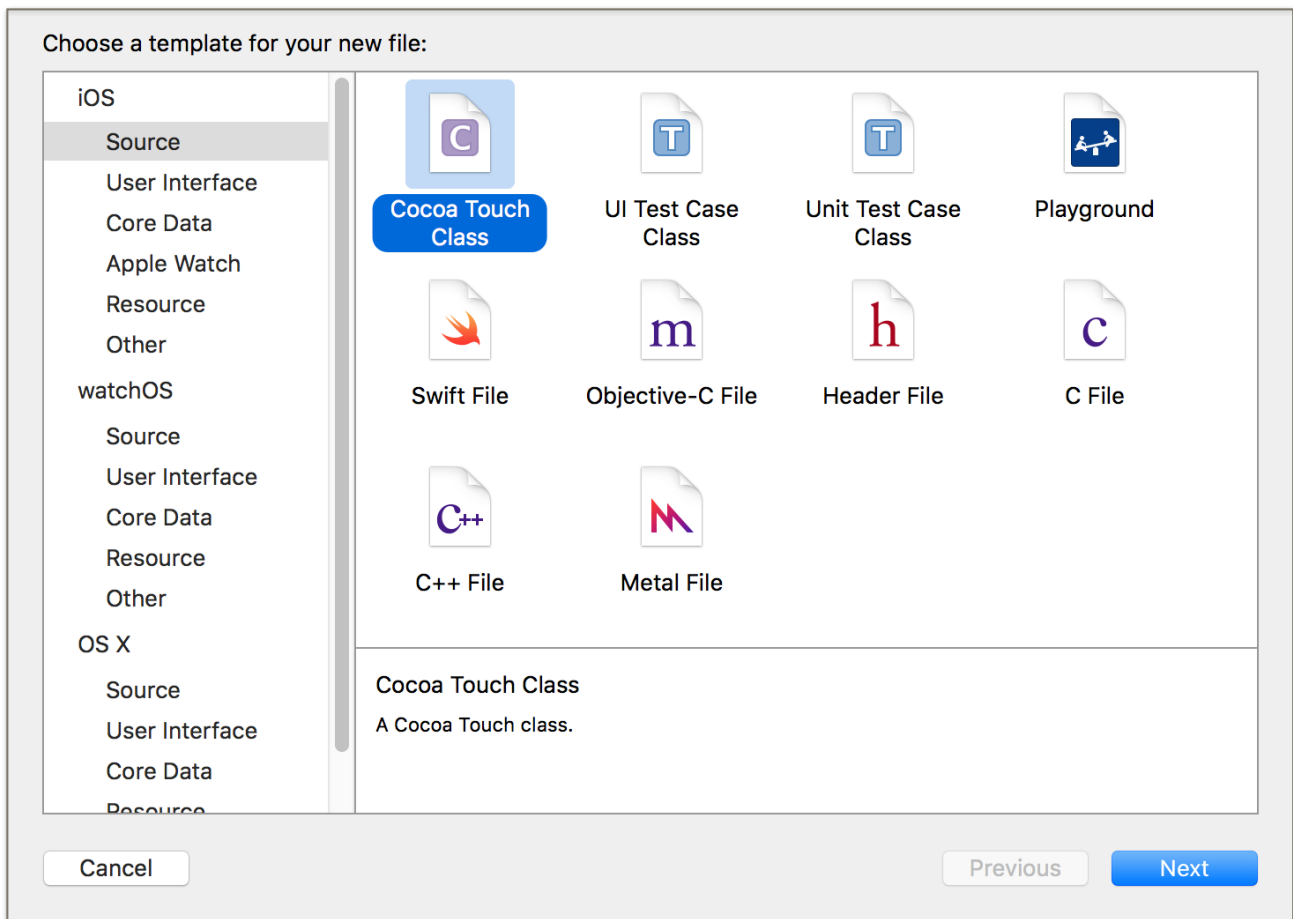 Choose a template for your new file:
iOS
Source
User Interface
Core Data
Apple Watch
Resource
Other
watchOS
Source
User Interface
Core Data
Resource
Other
OS X
Source
User Interface
Core Data
Resource
C
T
T
Cocoa Touch
Class
UI Test Case
Class
Unit Test Case
Class
Playground
m
h
c
Swift File
Objective-C File
Header File
C File
C++
C++ File
Metal File
Cocoa Touch Class
A Cocoa Touch class.
Cancel
Previous
Next